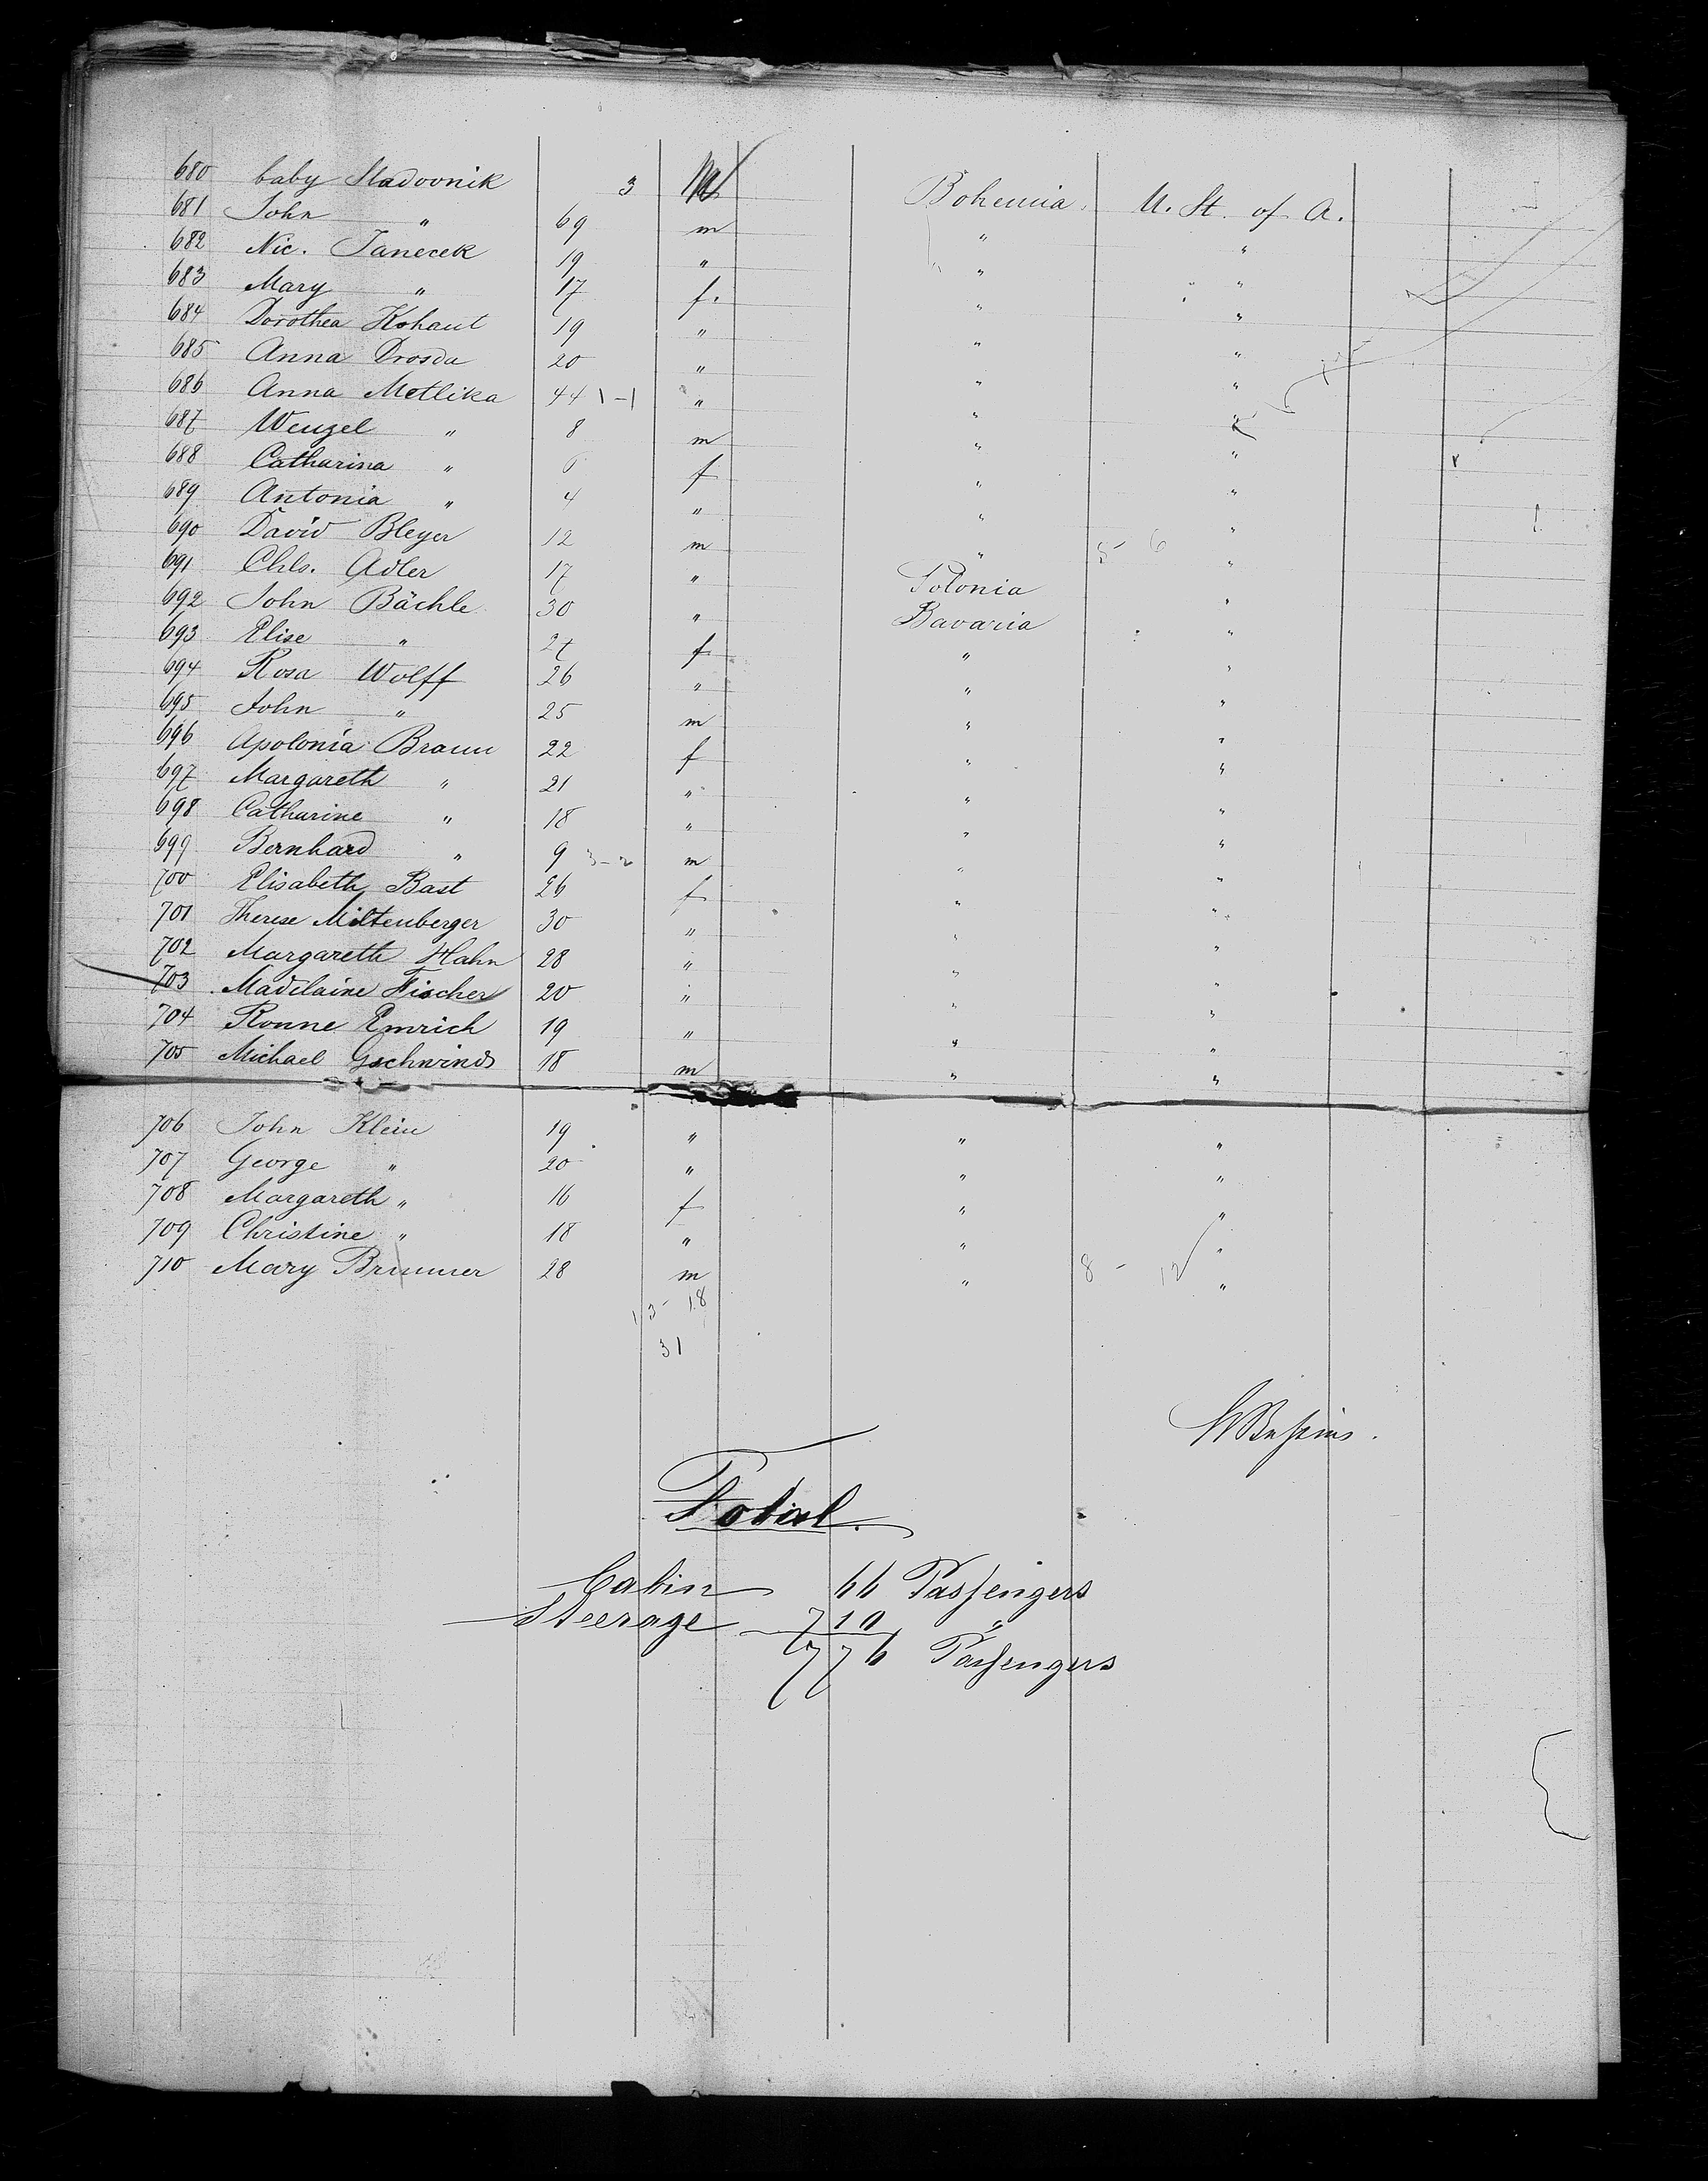 680 baby Stadovnik 3 m Bohemia. U. St. of A.
681 John " 69 m " "
682 Nic. Janecek 19 " " "
683 Mary " 17 f. " "
684 Dorothea Kohaut 19 " " "
685 Anna Drosda 20 " " "
686 Anna Metlika 44 1-1 " " "
687 Wenzel " 8 m " "
688 Catharina " 6 f " "
689 Antonia " 4 " " "
690 David Bleyer 12 m " 5-6 "
691 Chls. Adler 17 " Polonia "
692 John Bächle 30 " Bavaria "
693 Elise " 27 f " "
694 Rosa Wolff 26 " " "
695 John " 25 m " "
696 Apolonia Braun 22 f " "
697 Margareth " 21 " " "
698 Catharine " 18 " " "
699 Bernhard " 9 3-2 m " "
700 Elisabeth Bast 26 f " "
701 Therese Miltenberger 30 " " "
702 Margareth Hahn 28 " " "
703 Madelaine Fischer 20 " " "
704 Ronne Emrich 19 " " "
705 Michael Gschwind 18 m " "
706 John Klein 19 " " "
707 George " 20 " " "
708 Margareth " 16 f " "
709 Christine " 18 " " "
710 Mary Brunner 28 m " 8 - 12 "
13- 18
31
Total.
Cabin 66 Passengers
Steerage 710 "
776 Passengers